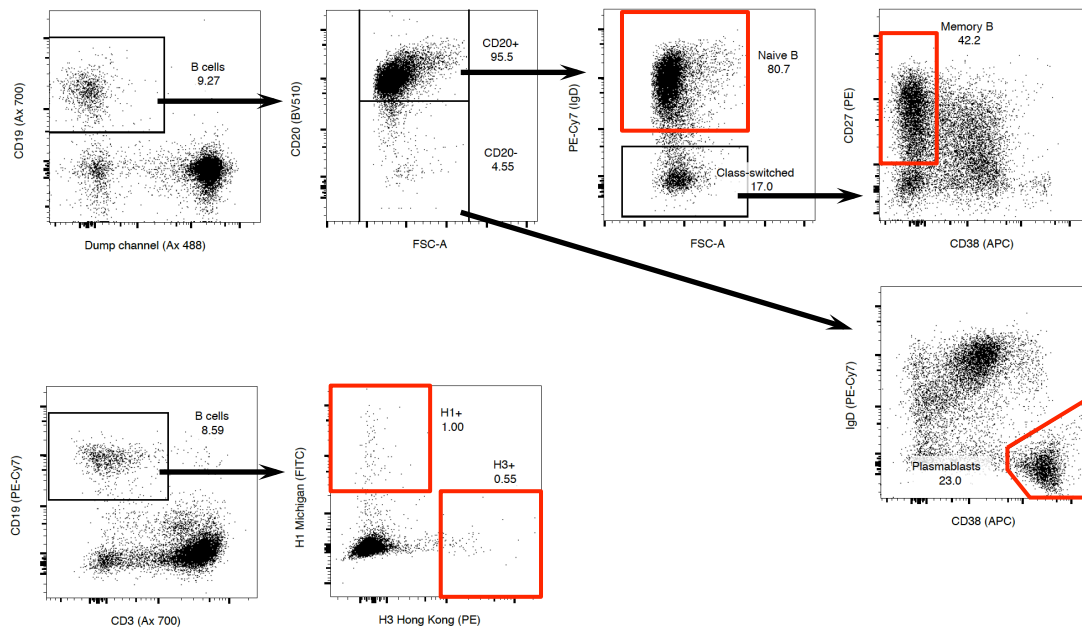 CD19 (Ax 700)
B cells
9.27
Dump channel (Ax 488)
CD20 (BV510)
CD20+
95.5
CD20-
4.55
FSC-A
PE-Cy7 (IgD)
Naive B
80.7
Class-switched
17.0
FSC-A
CD27 (PE)
Memory B
42.2
CD38 (APC)
IgD (PE-Cy7)
Plasmablasts
23.0
CD38 (APC)
CD19 (PE-Cy7)
B cells
8.59
CD3 (Ax 700)
H1 Michigan (FITC)
H1+
1.00
H3+
0.55
H3 Hong Kong (PE)